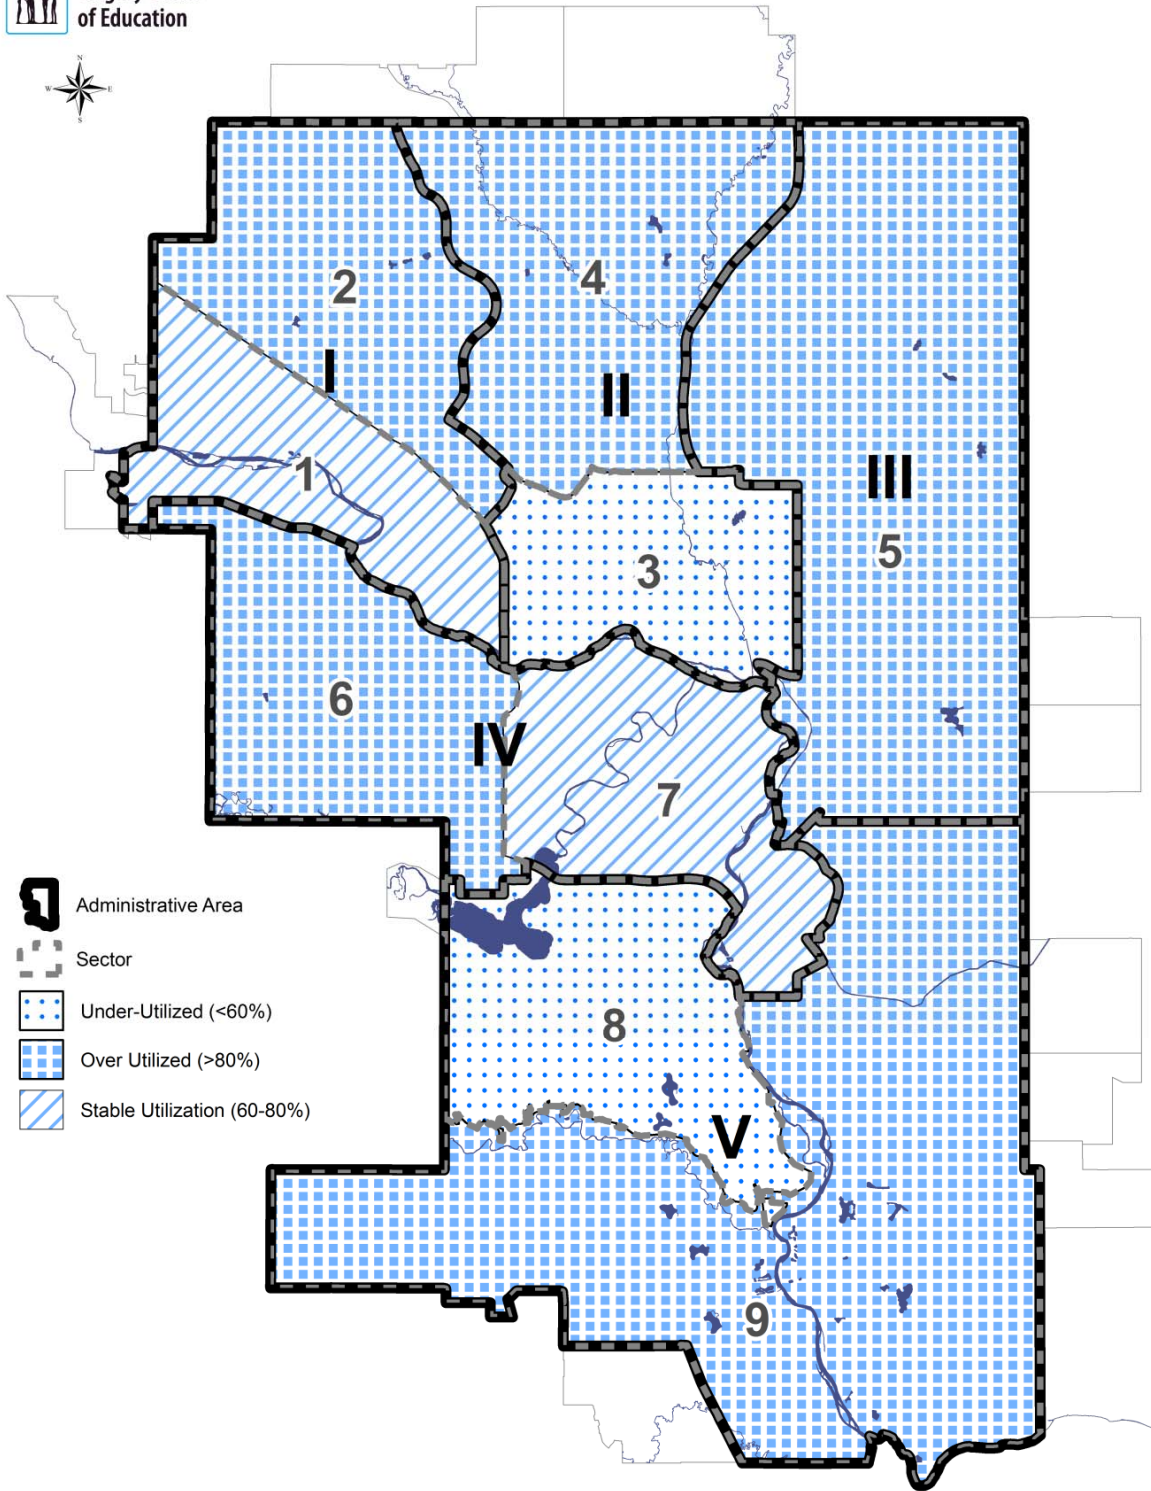 of Education
N
W
E
S
2
4
I
II
1
III
3
5
6
IV
7
Administrative Area
Sector
Under-Utilized (<60%)
8
Over Utilized (>80%)
Stable Utilization (60-80%)
V
9